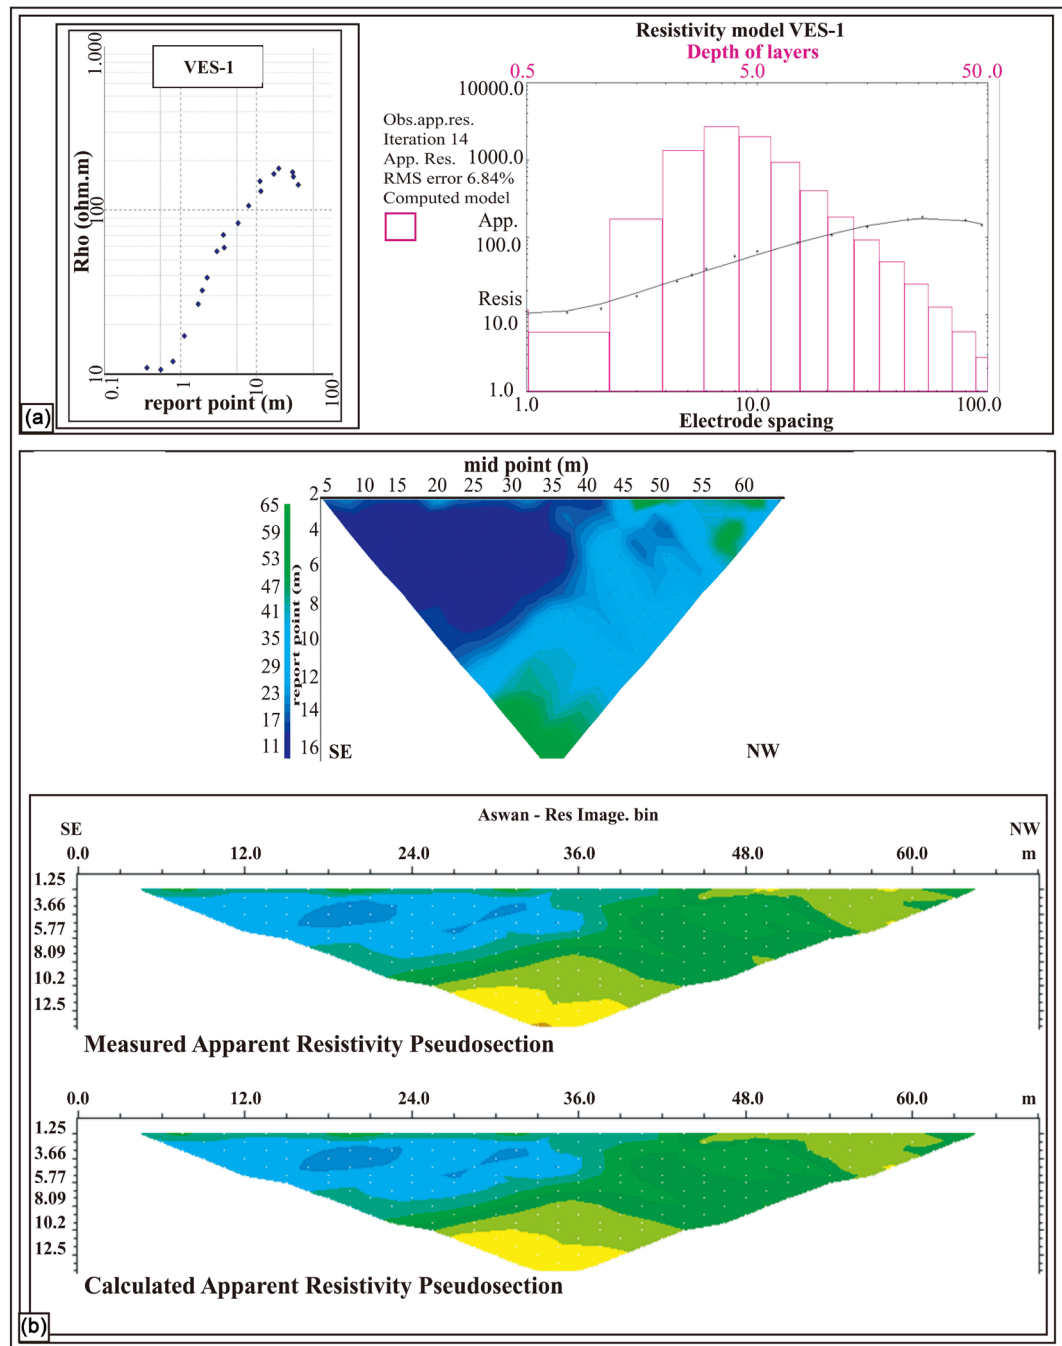 VES-1
1.000
100
10
Rho (ohm.m)
0.1 1 10 100
report point (m)
(a)
Resistivity model VES-1
Depth of layers
0.5 5.0 50 .0
10000.0
1000.0
100.0
10.0
1.0
Obs.app.res.
Iteration 14
App. Res.
RMS error 6.84%
Computed model
App.
Resis
1.0 10.0 100.0
Electrode spacing
mid point (m)
5 10 15 20 25 30 35 40 45 50 55 60
65
59
53
47
41
35
29
23
17
11
report point (m)
2
4
6
8
10
12
14
16
SE NW
Aswan - Res Image. bin
SE NW
0.0 12.0 24.0 36.0 48.0 60.0 m
1.25
3.66
5.77
8.09
10.2
12.5
Measured Apparent Resistivity Pseudosection
0.0 12.0 24.0 36.0 48.0 60.0 m
1.25
3.66
5.77
8.09
10.2
12.5
Calculated Apparent Resistivity Pseudosection
(b)